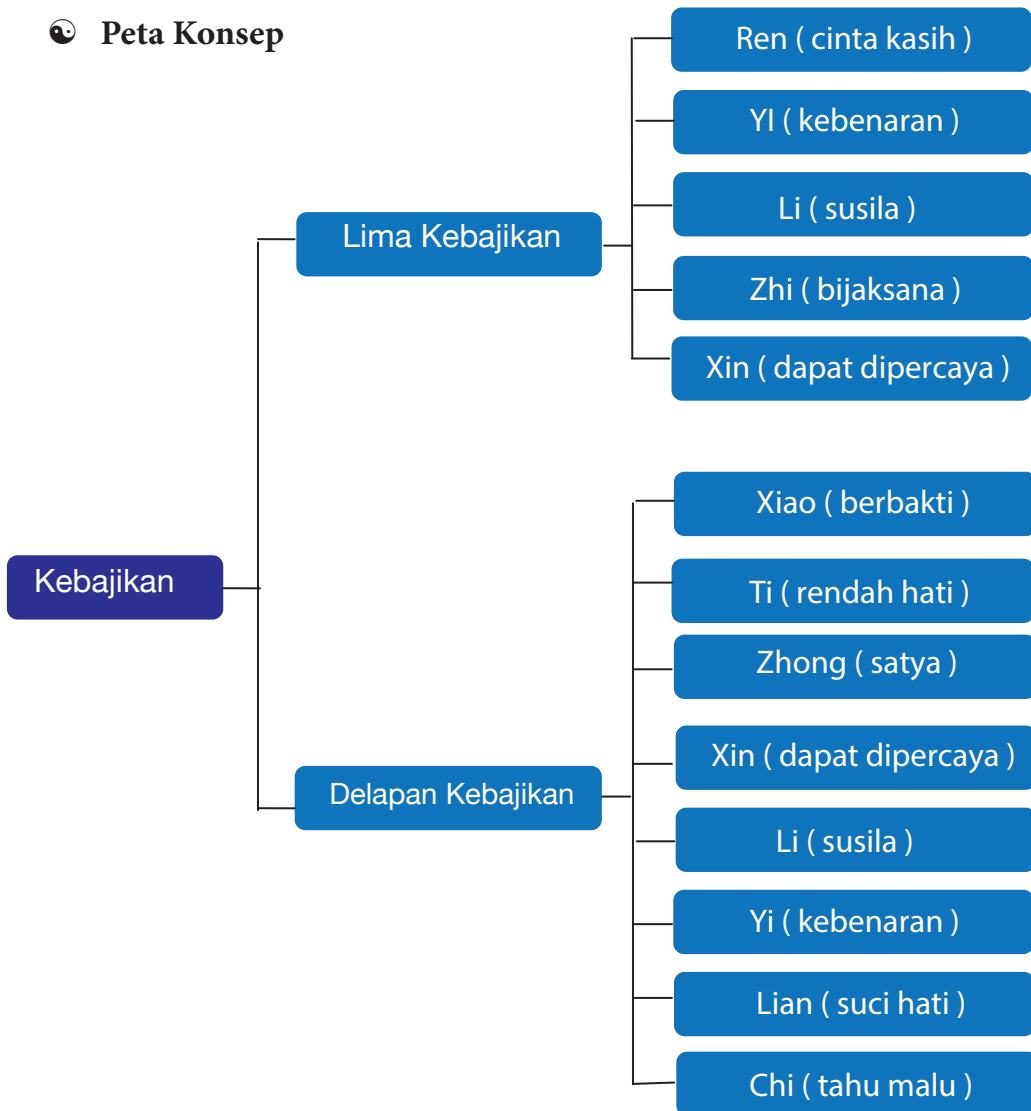 ☯ Peta Konsep
Kebajikan
Lima Kebajikan
Ren ( cinta kasih )
YI ( kebenaran )
Li ( susila )
Zhi ( bijaksana )
Xin ( dapat dipercaya )
Delapan Kebajikan
Xiao ( berbakti )
Ti ( rendah hati )
Zhong ( satya )
Xin ( dapat dipercaya )
Li ( susila )
Yi ( kebenaran )
Lian ( suci hati )
Chi ( tahu malu )